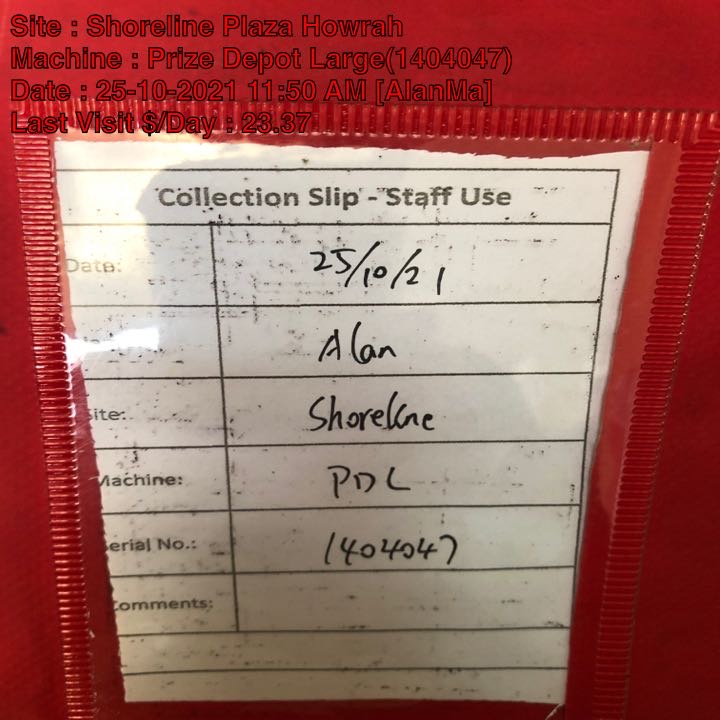 Site : Shoreline Plaza Howrah
Machine : Prize Depot Large(1404047)
Date : 25-10-2021 11:50 AM [AlanMa]
Last Visit $/Day : 23.37
Collection Slip - Staff Use
Date: 25/10/21
Alan
Site: Shoreline
Machine: PDL
Serial No.: 1404047
Comments: